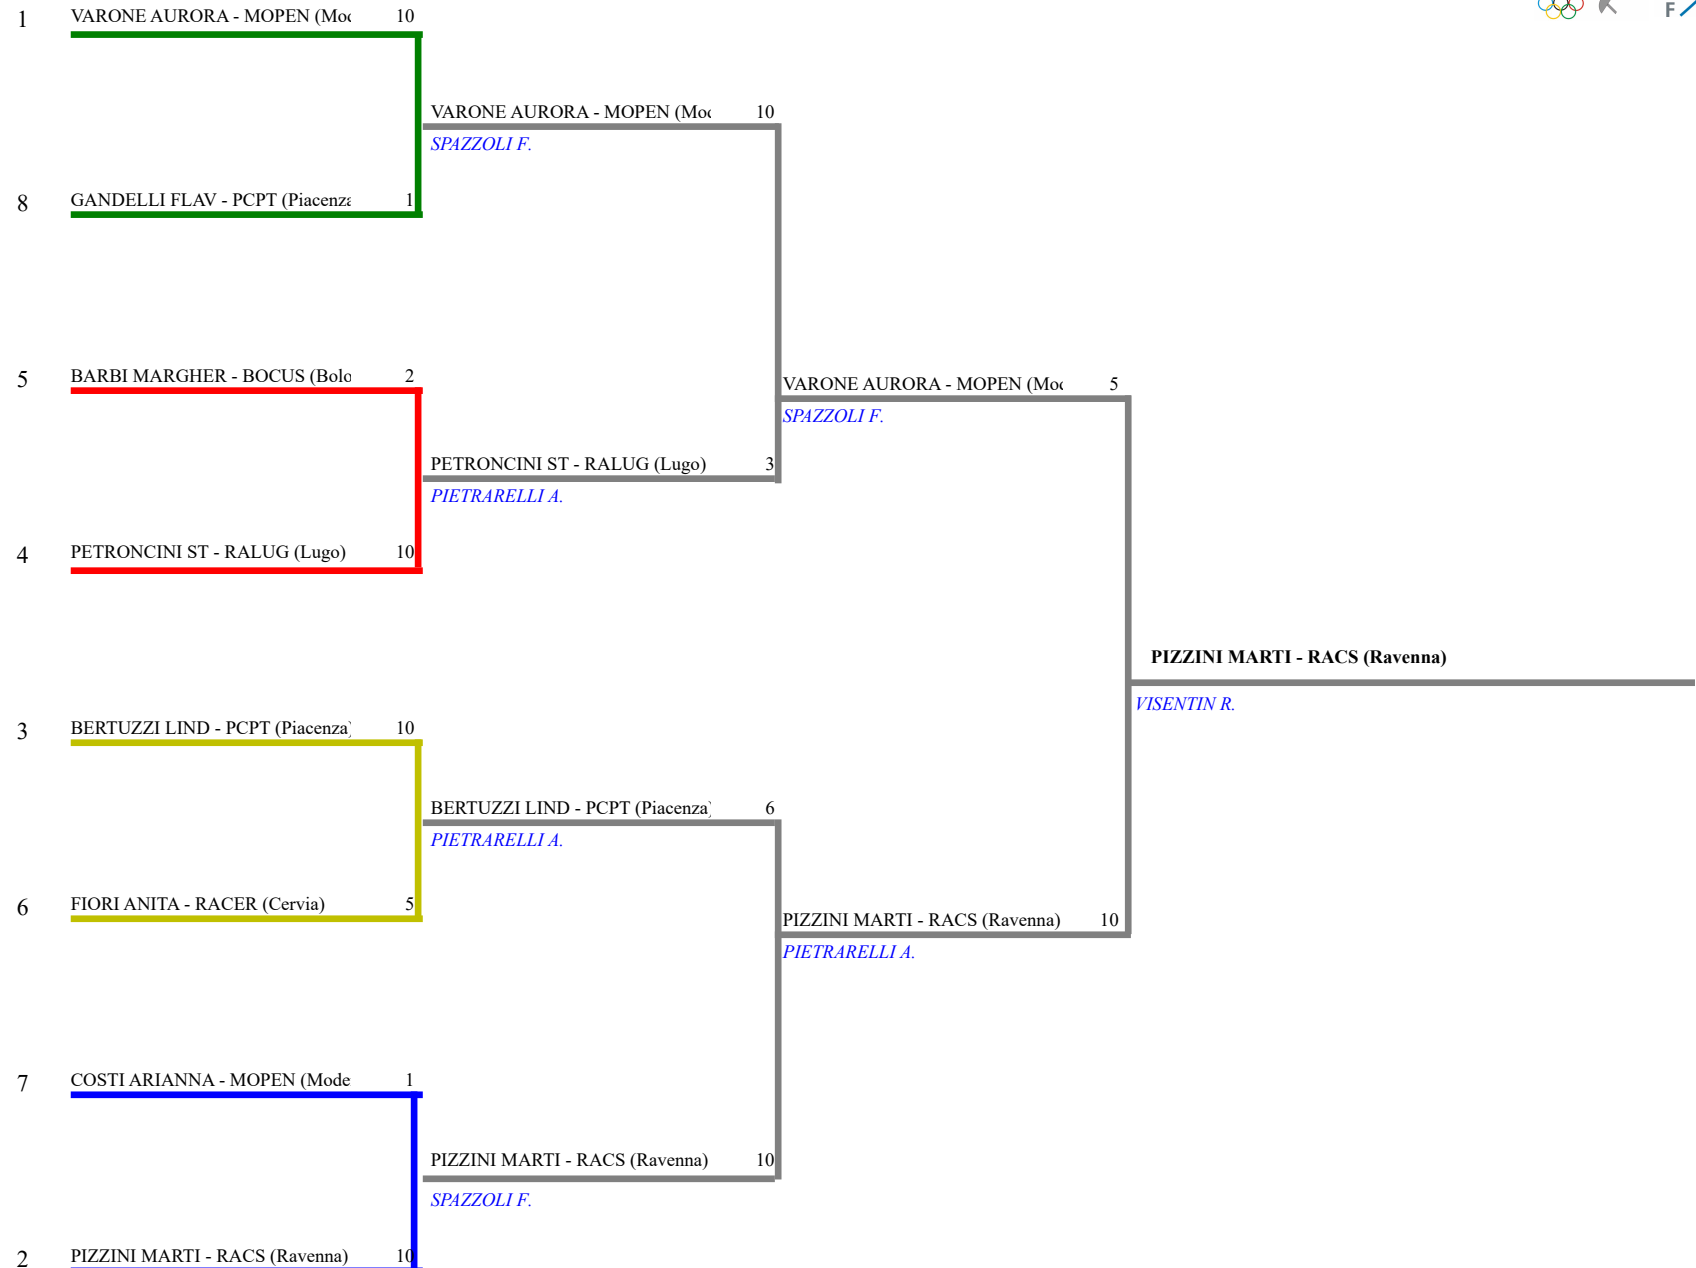 1 VARONE AURORA - MOPEN (Mod 10
F
VARONE AURORA - MOPEN (Mod 10
SPAZZOLI F.
8 GANDELLI FLAV - PCPT (Piacenza 1
5 BARBI MARGHER - BOCUS (Bolo 2
VARONE AURORA - MOPEN (Mod 5
SPAZZOLI F.
PETRONCINI ST - RALUG (Lugo) 3
PIETRARELLI A.
4 PETRONCINI ST - RALUG (Lugo) 10
PIZZINI MARTI - RACS (Ravenna)
VISENTIN R.
3 BERTUZZI LIND - PCPT (Piacenza) 10
BERTUZZI LIND - PCPT (Piacenza) 6
PIETRARELLI A.
6 FIORI ANITA - RACER (Cervia) 5
PIZZINI MARTI - RACS (Ravenna) 10
PIETRARELLI A.
7 COSTI ARIANNA - MOPEN (Mode 1
PIZZINI MARTI - RACS (Ravenna) 10
SPAZZOLI F.
2 PIZZINI MARTI - RACS (Ravenna) 10